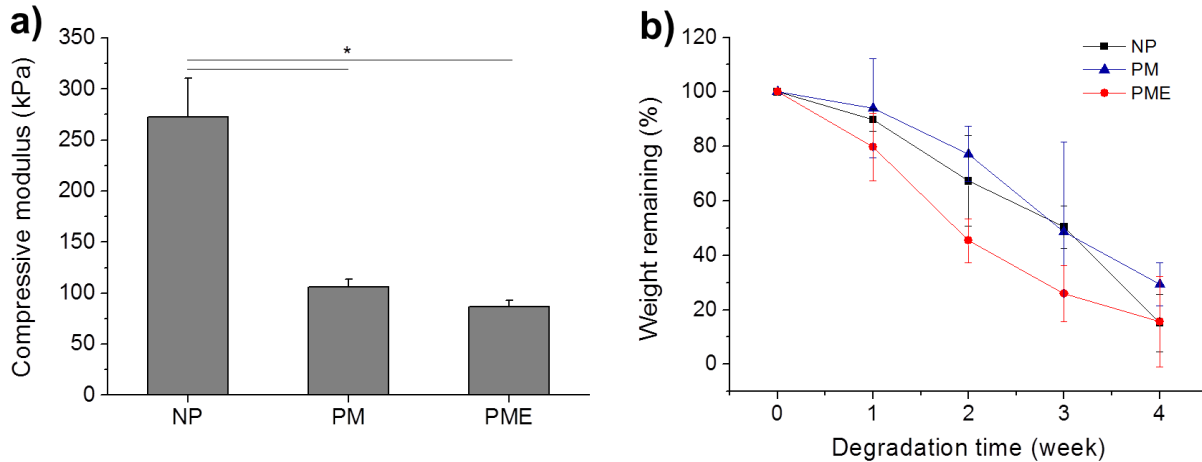 a)
Compressive modulus (kPa)
350
300
250
200
150
100
50
0
*
NP PM PME
b)
Weight remaining (%)
120
100
80
60
40
20
0
NP
PM
PME
0 1 2 3 4
Degradation time (week)